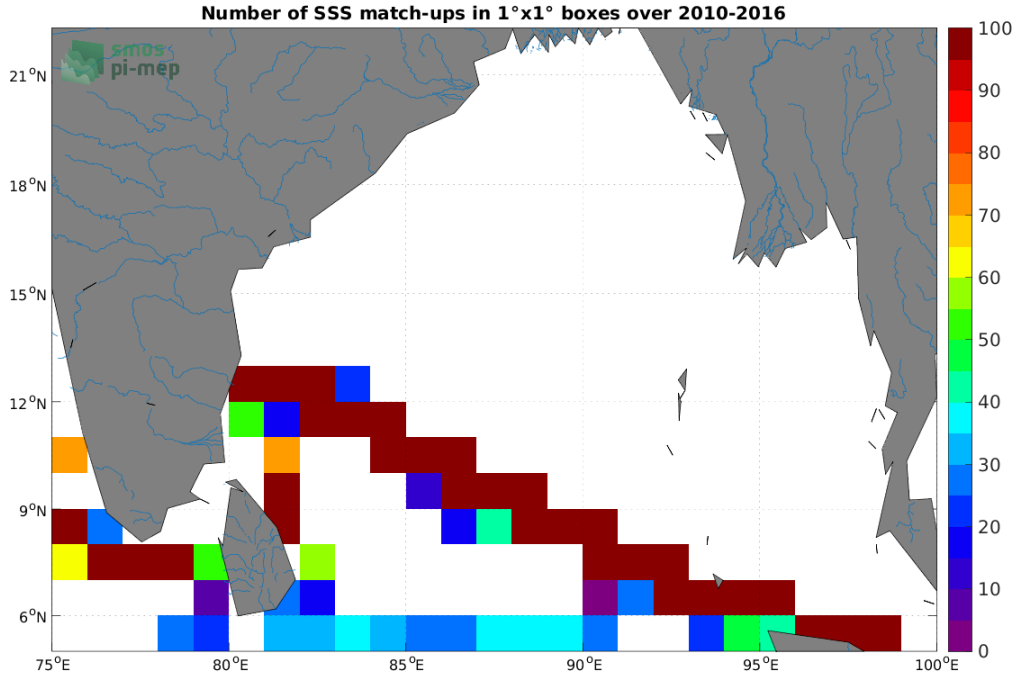 Number of SSS match-ups in 1°x1° boxes over 2010-2016
smos
pi-mep
21°N
18°N
15°N
12°N
9°N
6°N
75°E
80°E
85°E
90°E
95°E
100°E
100
90
80
70
60
50
40
30
20
10
0